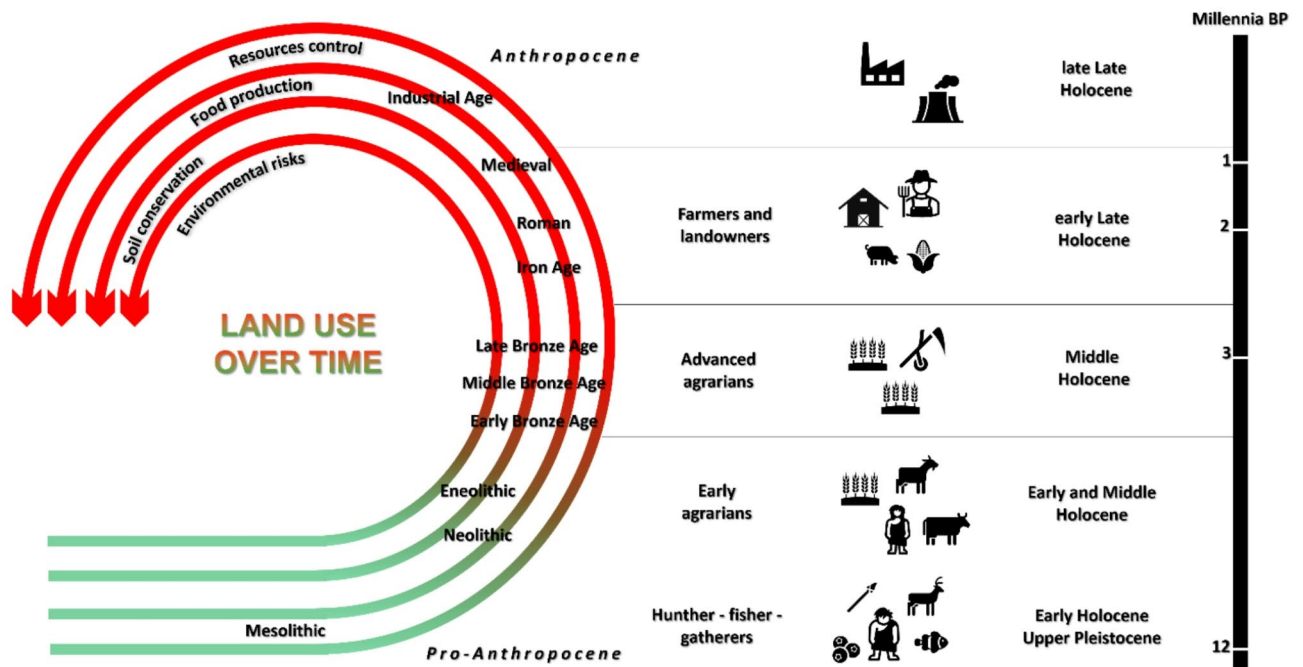 Millennia BP
Resources control
Food production
Soil conservation
Environmental risks
LAND USE
OVER TIME
Anthropocene
Industrial Age
Medieval
Roman
Iron Age
Late Bronze Age
Middle Bronze Age
Early Bronze Age
Eneolithic
Neolithic
Mesolithic
Pro-Anthropocene
late Late
Holocene
Farmers and
landowners
early Late
Holocene
Advanced
agrarians
Middle
Holocene
Early
agrarians
Early and Middle
Holocene
Hunther - fisher -
gatherers
Early Holocene
Upper Pleistocene
1
2
3
12